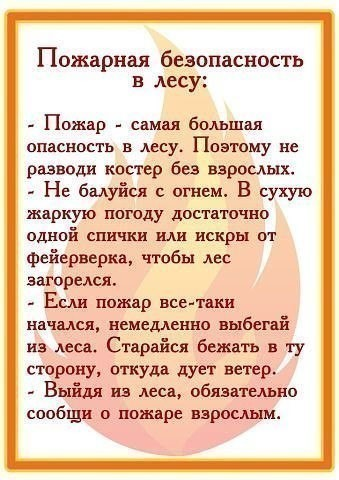 Пожарная безопасность
в лесу:
- Пожар - самая большая
опасность в лесу. Поэтому не
разводи костер без взрослых.
- Не балуйся с огнем. В сухую
жаркую погоду достаточно
одной спички или искры от
фейерверка, чтобы лес
загорелся.
- Если пожар все-таки
начался, немедленно выбегай
из леса. Старайся бежать в ту
сторону, откуда дует ветер.
- Выйдя из леса, обязательно
сообщи о пожаре взрослым.